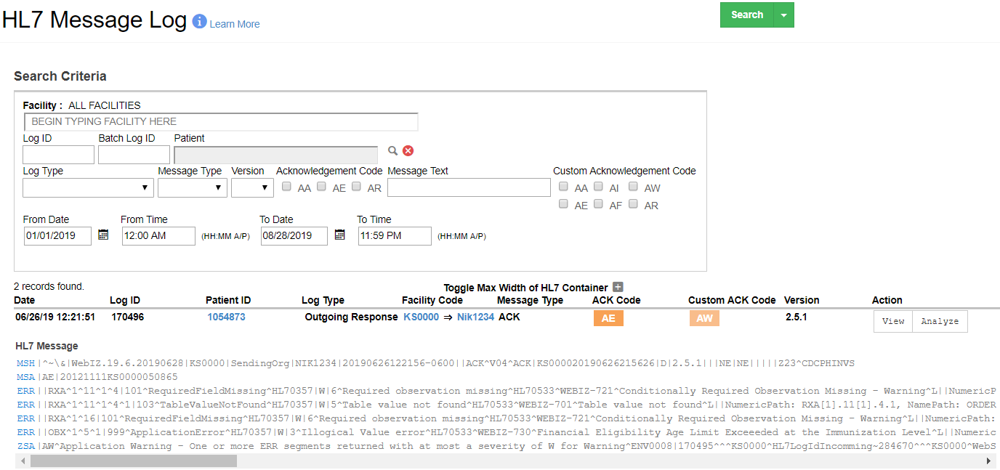 HL7 Message Log Learn More Search
Search Criteria
Facility : ALL FACILITIES
BEGIN TYPING FACILITY HERE
Log ID Batch Log ID Patient
Log Type Message Type Version Acknowledgement Code Message Text Custom Acknowledgement Code
AA AE AR AA AI AW
AE AF AR
From Date From Time To Date To Time
01/01/2019 12:00 AM (HH:MM A/P) 08/28/2019 11:59 PM (HH:MM A/P)
2 records found. Toggle Max Width of HL7 Container
Date Log ID Patient ID Log Type Facility Code Message Type ACK Code Custom ACK Code Version Action
06/26/19 12:21:51 170496 1054873 Outgoing Response KS0000 ⇒ Nik1234 ACK AE AW 2.5.1 View Analyze
HL7 Message
MSH|^~\&|WebIZ.19.6.20190628|KS0000|SendingOrg|NIK1234|20190626122156-0600||ACK^V04^ACK|KS000020190626215626|D|2.5.1|||NE|NE|||||Z23^CDCPHINVS
MSA|AE|20121111KS0000050865
ERR||RXA^1^11^1^4|101^RequiredFieldMissing^HL70357|W|6^Required observation missing^HL70533^WEBIZ-721^Conditionally Required Observation Missing - Warning^L||NumericP
ERR||RXA^1^11^1^4^1|103^TableValueNotFound^HL70357|W|5^Table value not found^HL70533^WEBIZ-701^Table value not found^L||NumericPath: RXA[1].11[1].4.1, NamePath: ORDER
ERR||RXA^1^16|101^RequiredFieldMissing^HL70357|W|6^Required observation missing^HL70533^WEBIZ-721^Conditionally Required Observation Missing - Warning^L||NumericPath:
ERR||OBX^1^5^1|999^ApplicationError^HL70357|W|3^Illogical Value error^HL70533^WEBIZ-730^Financial Eligibility Age Limit Exceeeded at the Immunization Level^L||Numeric
ZSA|AW^Application Warning - One or more ERR segments returned with at most a severity of W for Warning^ENV0008|170495^^^KS0000^HL7LogIdIncomming~284670^^^KS0000^WebS